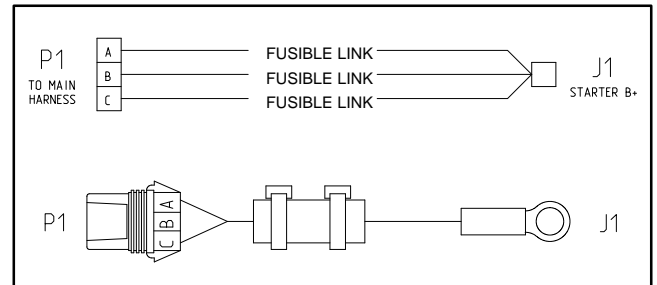 P1
TO MAIN
HARNESS
A
B
C
FUSIBLE LINK
FUSIBLE LINK
FUSIBLE LINK
J1
STARTER B+
P1
A
B
C
J1